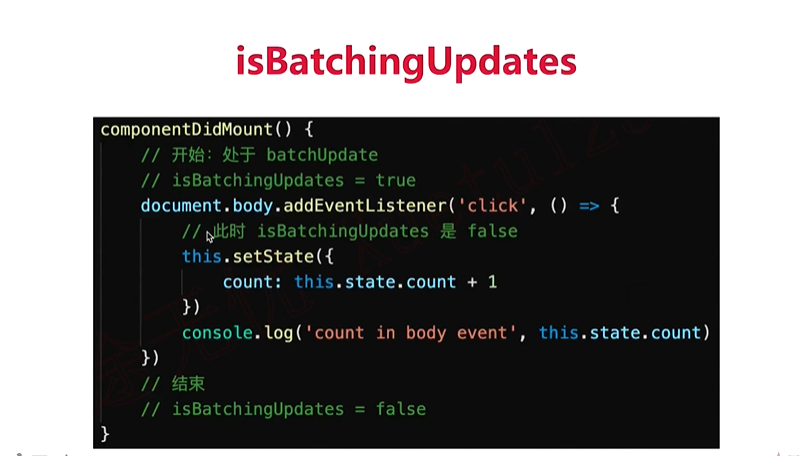 isBatchingUpdates
componentDidMount() {
// 开始：处于 batchUpdate
// isBatchingUpdates = true
document.body.addEventListener('click', () => {
// 此时 isBatchingUpdates 是 false
this.setState({
count: this.state.count + 1
})
console.log('count in body event', this.state.count)
})
// 结束
// isBatchingUpdates = false
}